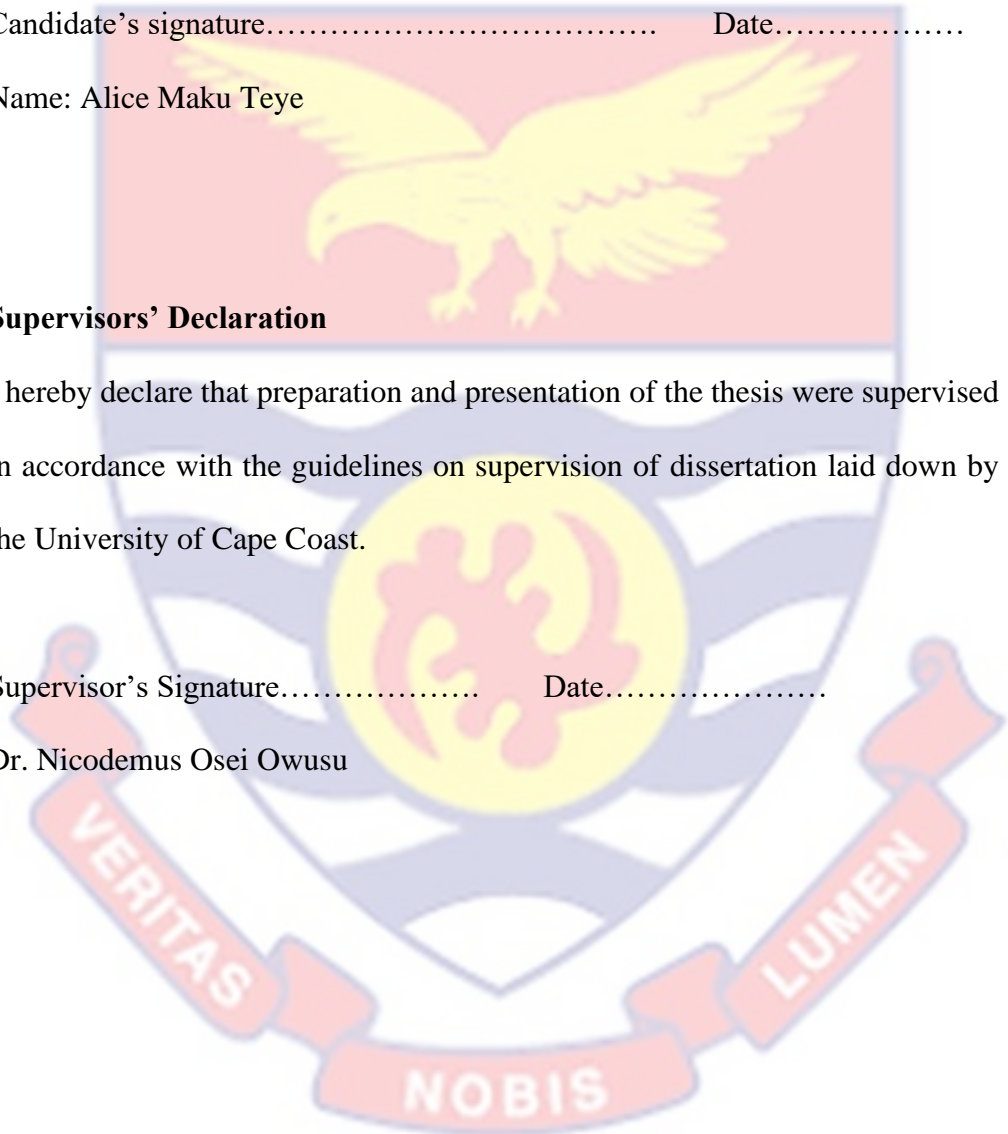 Candidate’s signature………………………………. Date………………
Name: Alice Maku Teye
Supervisors’ Declaration
hereby declare that preparation and presentation of the thesis were supervised
in accordance with the guidelines on supervision of dissertation laid down by
the University of Cape Coast.
Supervisor’s Signature………………. Date…………………
Dr. Nicodemus Osei Owusu
VERITAS
NOBIS
LUMEN